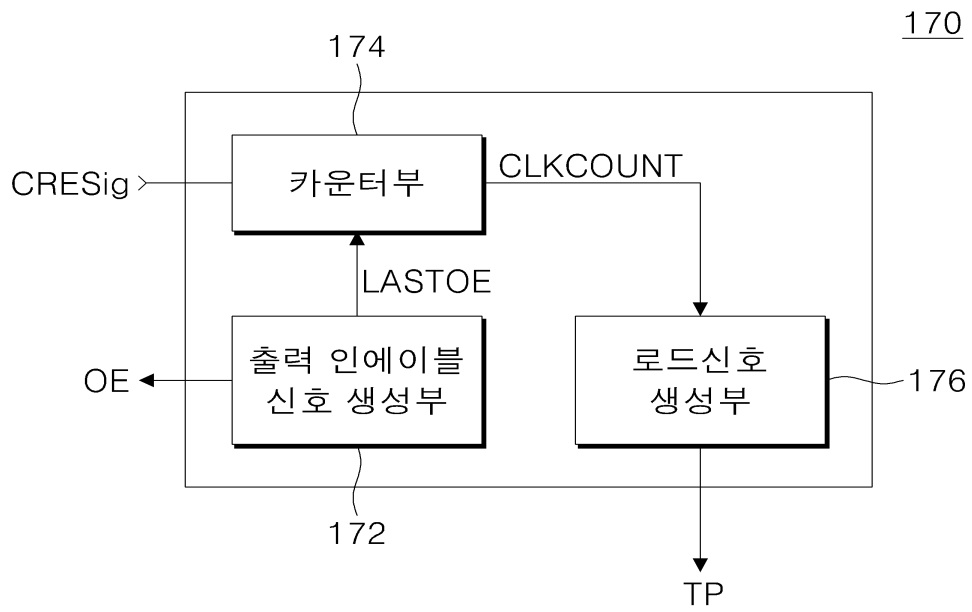 170
174
CRESig
카운터부
CLKCOUNT
LASTOE
OE
출력 인에이블
신호 생성부
로드신호
생성부
176
172
TP